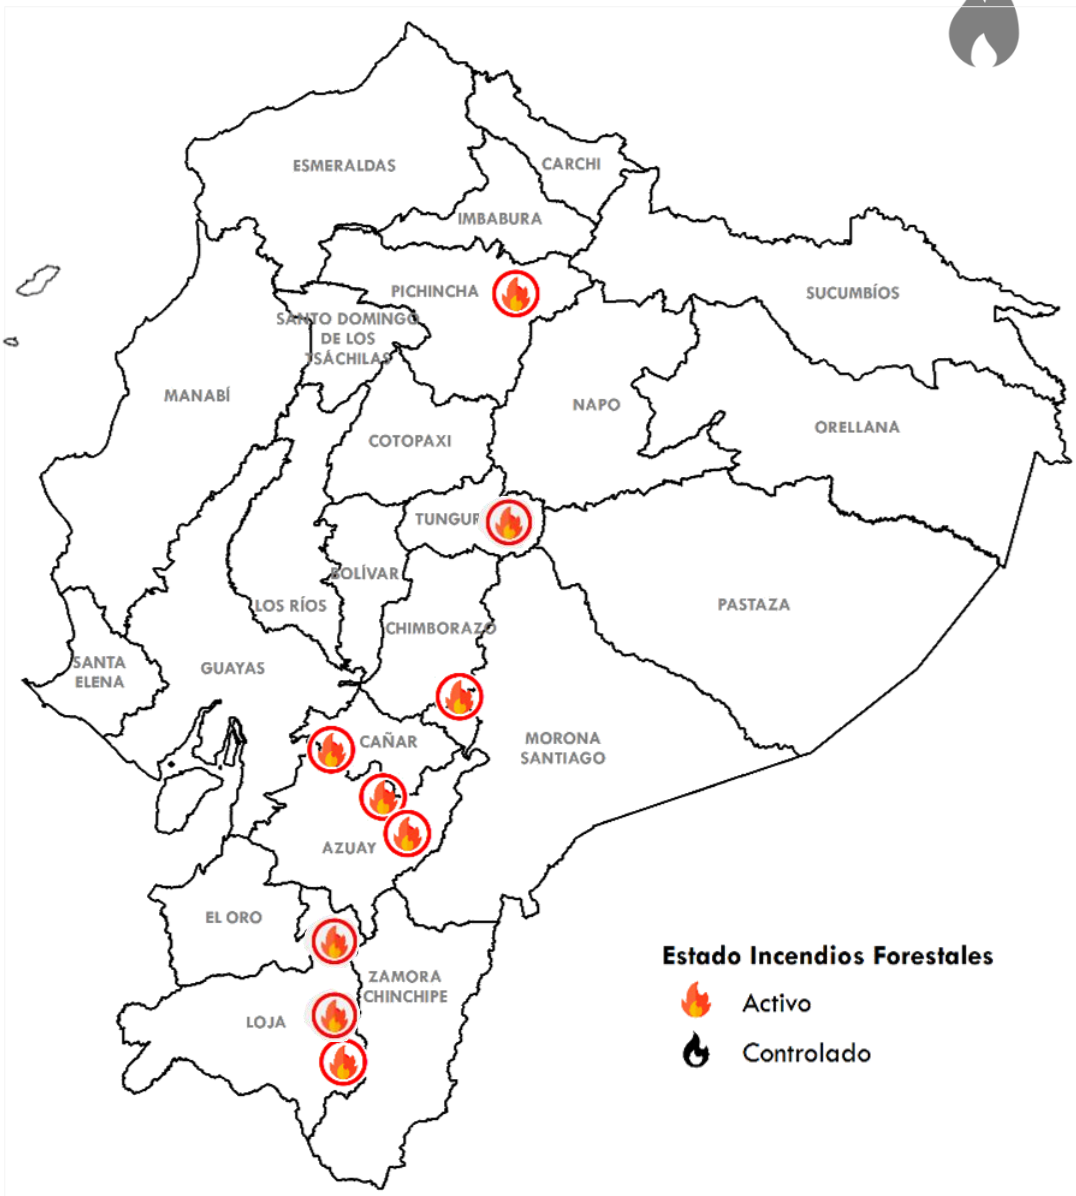 ESMERALDAS
CARCHI
IMBABURA
PICHINCHA
SUCUMBÍOS
SANTO DOMINGO
DE LOS
TSÁCHILAS
MANABÍ
NAPO
ORELLANA
COTOPAXI
TUNGUR
BOLÍVAR
LOS RÍOS
PASTAZA
CHIMBORAZO
SANTA
ELENA
GUAYAS
CAÑAR
MORONA
SANTIAGO
AZUAY
EL ORO
ZAMORA
CHINCHIPE
LOJA
Estado Incendios Forestales
Activo
Controlado